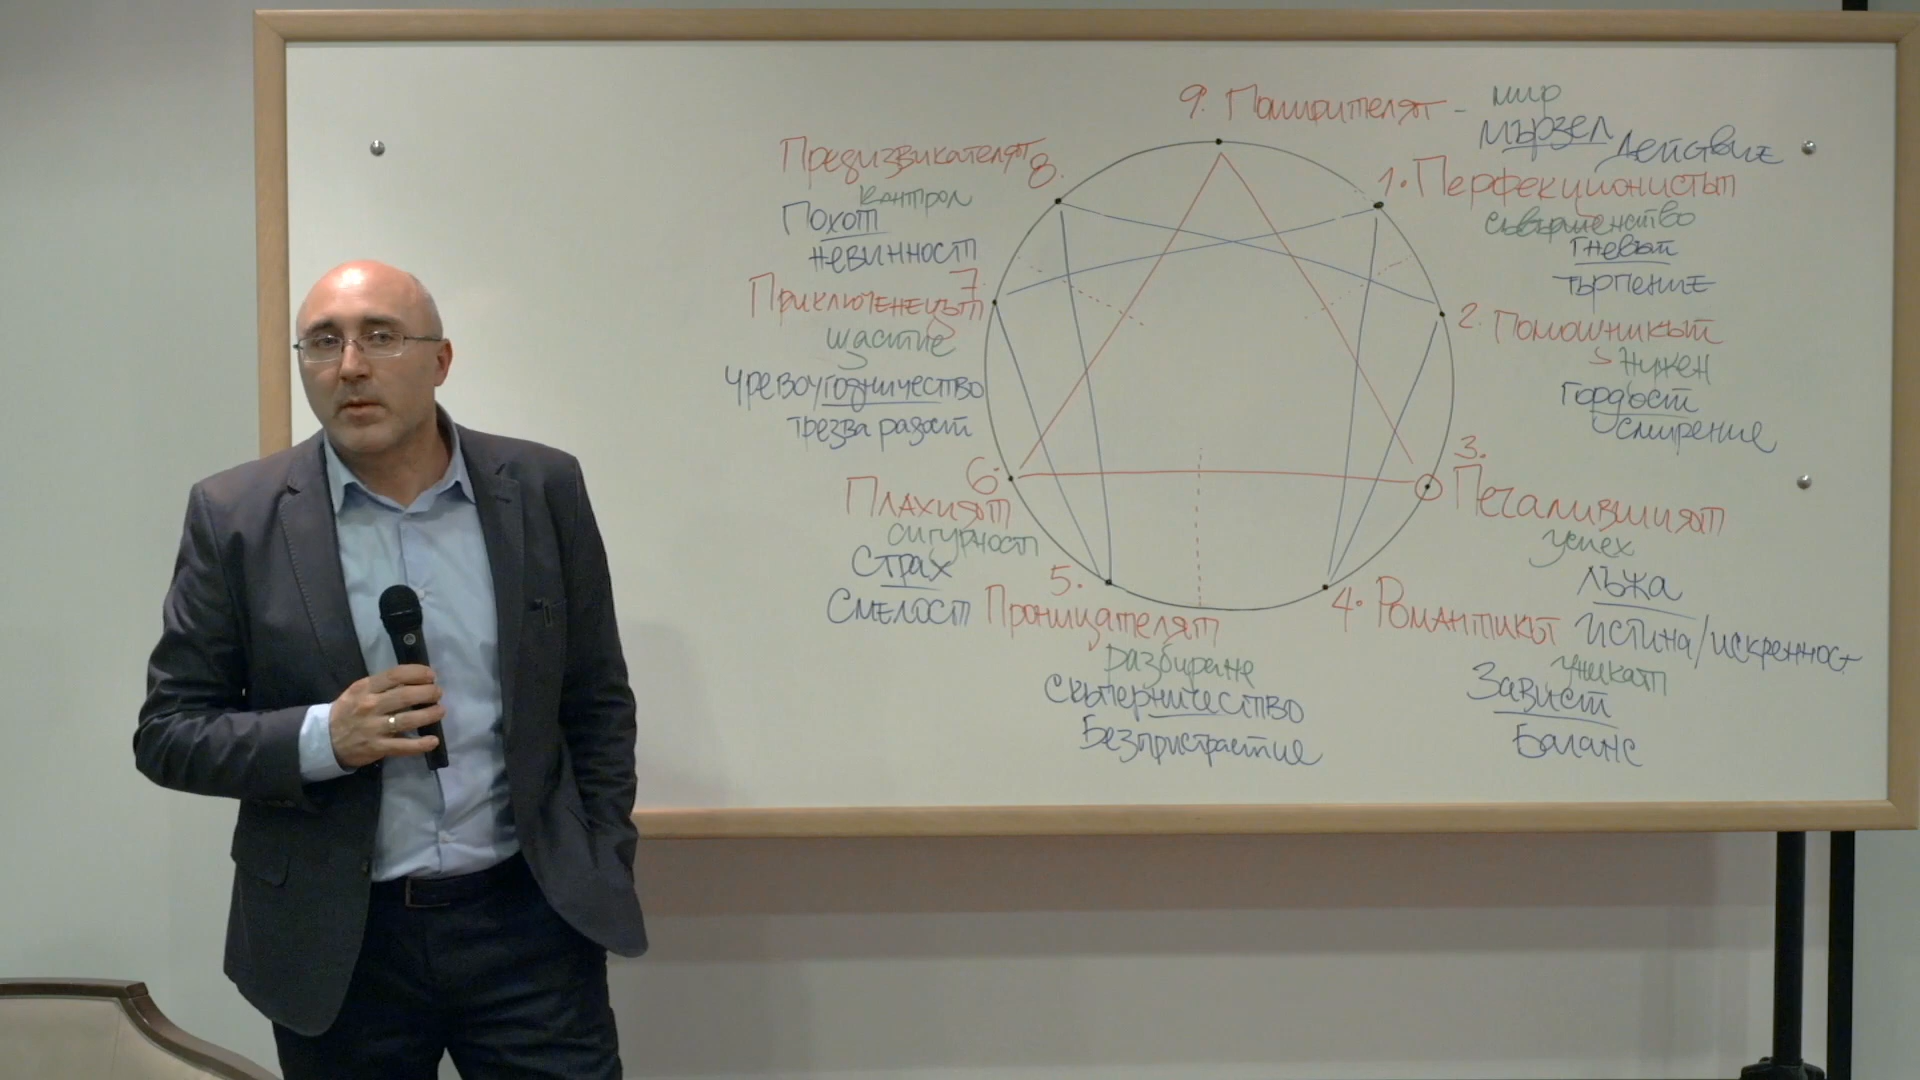 9. Помирителят - мир
мързел
Действие
Предизвикателят 8.
контрол
Похот
невинност
1. Перфекционистът
съвършенство
гневът
търпение
7
Приключенецът
щастие
чревоугодничество
трезва радост
2. Помошникът
нужен
Гордост
смирение
6.
Плахият
сигурност
Страх
Смелост
3.
Печалившият
успех
лъжа
истина/искреност
5.
Проницателят
разбиране
скъперничество
Безпристрастие
4. Романтикът
уникат
Завист
Баланс